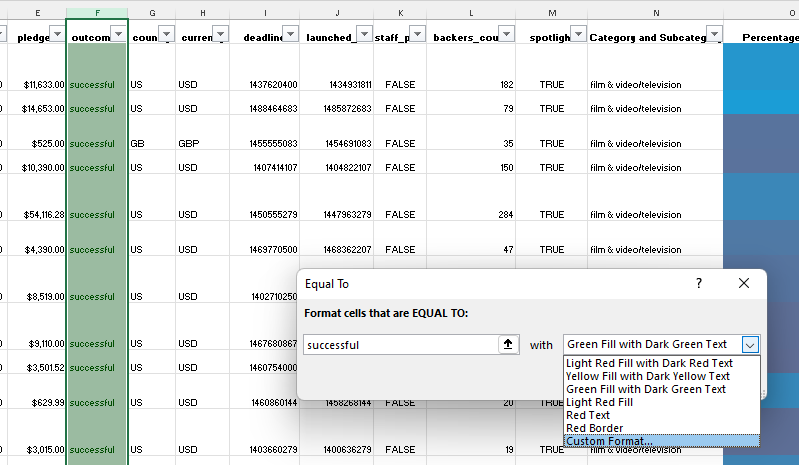 E F G H I J K L M N O
pledge outcom coun curren deadline launched_ staff_p backers_cou spotligh Category and Subcateg Percentage
$11,633.00 successful US USD 1437620400 1434931811 FALSE 182 TRUE film & video/television
$14,653.00 successful US USD 1488464683 1485872683 FALSE 79 TRUE film & video/television
$525.00 successful GB GBP 1455555083 1454691083 FALSE 35 TRUE film & video/television
$10,390.00 successful US USD 1407414107 1404822107 FALSE 150 TRUE film & video/television
$54,116.28 successful US USD 1450555279 1447963279 FALSE 284 TRUE film & video/television
$4,390.00 successful US USD 1469770500 1468362207 FALSE 47 TRUE film & video/television
$8,519.00 successful US USD 1402710250
$9,110.00 successful US USD 1467680867
$3,501.52 successful US USD 1460754000
$629.99 successful US USD 1460860144 1458268144 FALSE 20 TRUE
$3,015.00 successful US USD 1403660279 1400636279 FALSE 19 TRUE film & video/television
Equal To ?
Format cells that are EQUAL TO:
successful with Green Fill with Dark Green Text
Light Red Fill with Dark Red Text
Yellow Fill with Dark Yellow Text
Green Fill with Dark Green Text
Light Red Fill
Red Text
Red Border
Custom Format...